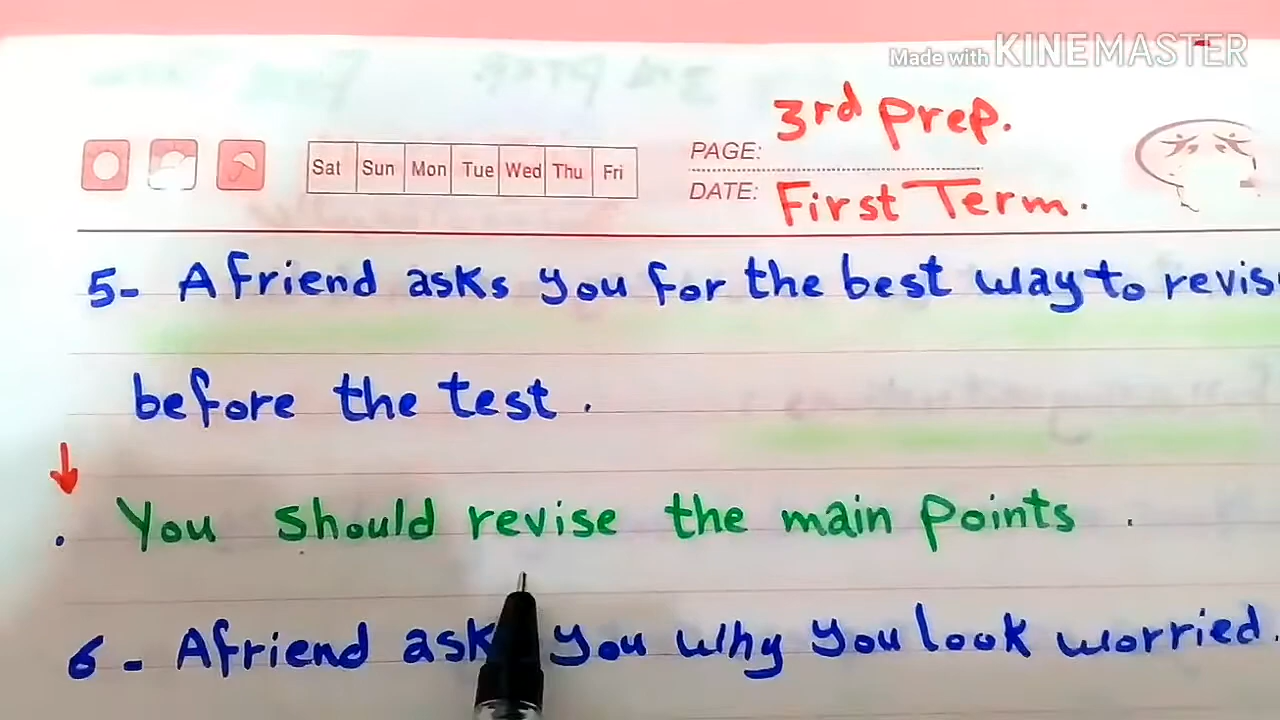 Made with KINEMASTER
3rd prep.
PAGE:
Sat Sun Mon Tue Wed Thu Fri
DATE: First Term.
5- A friend asks you for the best way to
before the test.
. You should revise the main points.
6- A friend you why you look worried.